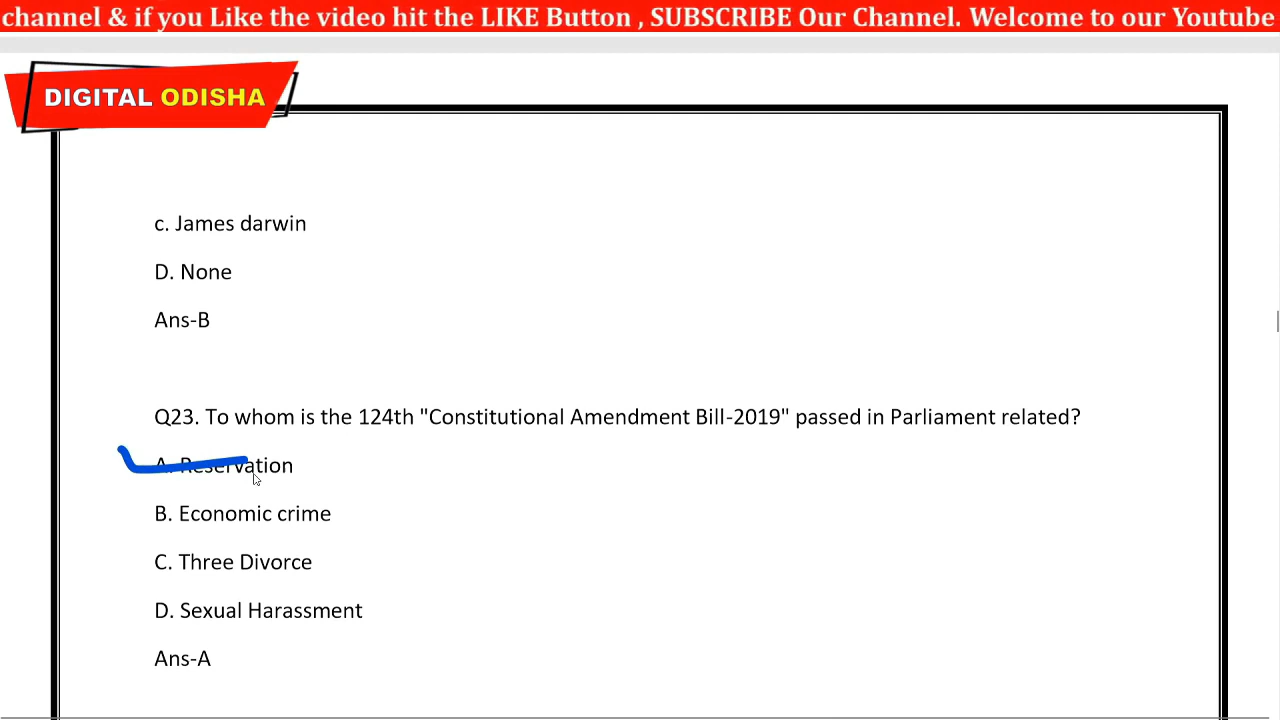 channel & if you Like the video hit the LIKE Button , SUBSCRIBE Our Channel. Welcome to our Youtube
DIGITAL ODISHA
c. James darwin
D. None
Ans-B
Q23. To whom is the 124th "Constitutional Amendment Bill-2019" passed in Parliament related?
A. Reservation
B. Economic crime
C. Three Divorce
D. Sexual Harassment
Ans-A